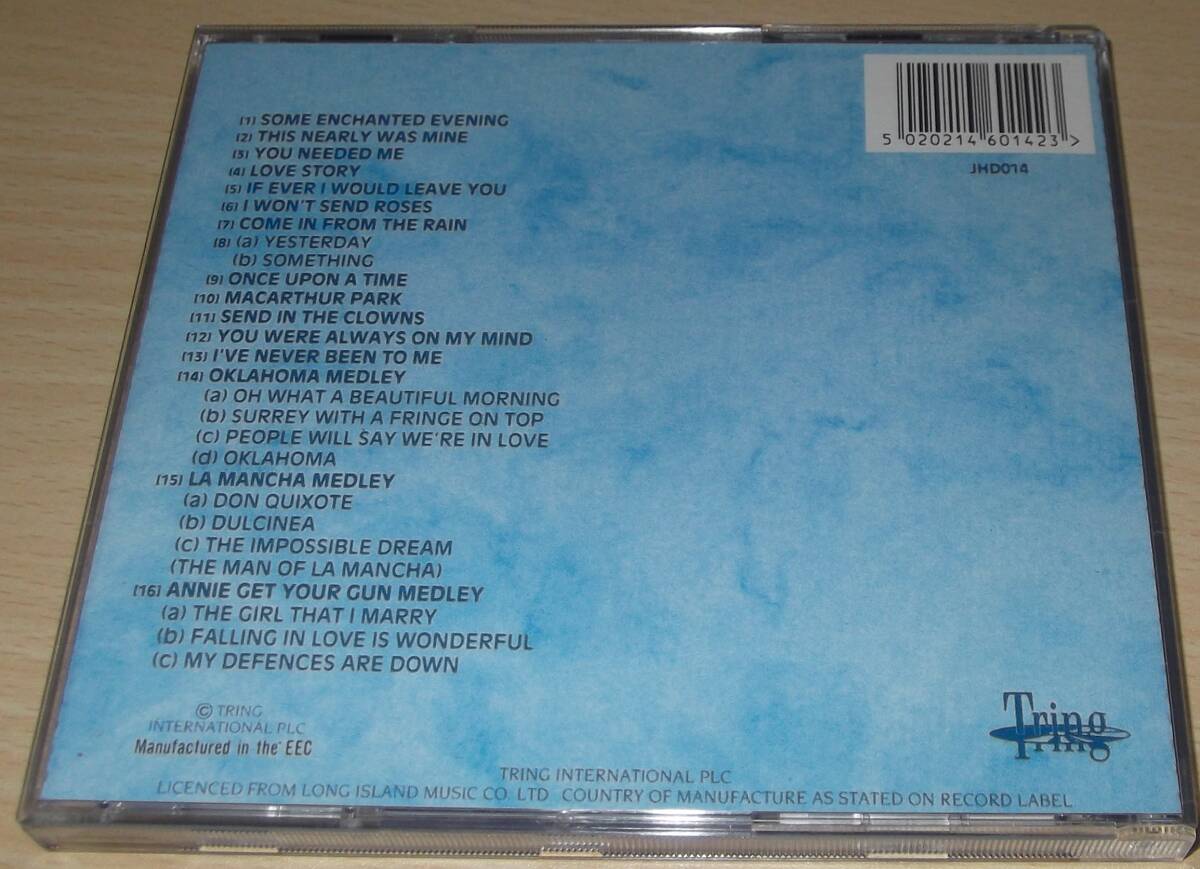 (1) SOME ENCHANTED EVENING
(2) THIS NEARLY WAS MINE
(3) YOU NEEDED ME
(4) LOVE STORY
(5) IF EVER I WOULD LEAVE YOU
(6) I WON'T SEND ROSES
(7) COME IN FROM THE RAIN
(8) (a) YESTERDAY
(b) SOMETHING
(9) ONCE UPON A TIME
(10) MACARTHUR PARK
(11) SEND IN THE CLOWNS
(12) YOU WERE ALWAYS ON MY MIND
(13) I'VE NEVER BEEN TO ME
(14) OKLAHOMA MEDLEY
(a) OH WHAT A BEAUTIFUL MORNING
(b) SURREY WITH A FRINGE ON TOP
(c) PEOPLE WILL SAY WE'RE IN LOVE
(d) OKLAHOMA
(15) LA MANCHA MEDLEY
(a) DON QUIXOTE
(b) DULCINEA
(c) THE IMPOSSIBLE DREAM
(THE MAN OF LA MANCHA)
(16) ANNIE GET YOUR GUN MEDLEY
(a) THE GIRL THAT I MARRY
(b) FALLING IN LOVE IS WONDERFUL
(c) MY DEFENCES ARE DOWN
5 020214 601423 >
JHD014
© TRING
INTERNATIONAL PLC
Manufactured in the EEC
Tring
TRING INTERNATIONAL PLC
LICENCED FROM LONG ISLAND MUSIC CO. LTD COUNTRY OF MANUFACTURE AS STATED ON RECORD LABEL